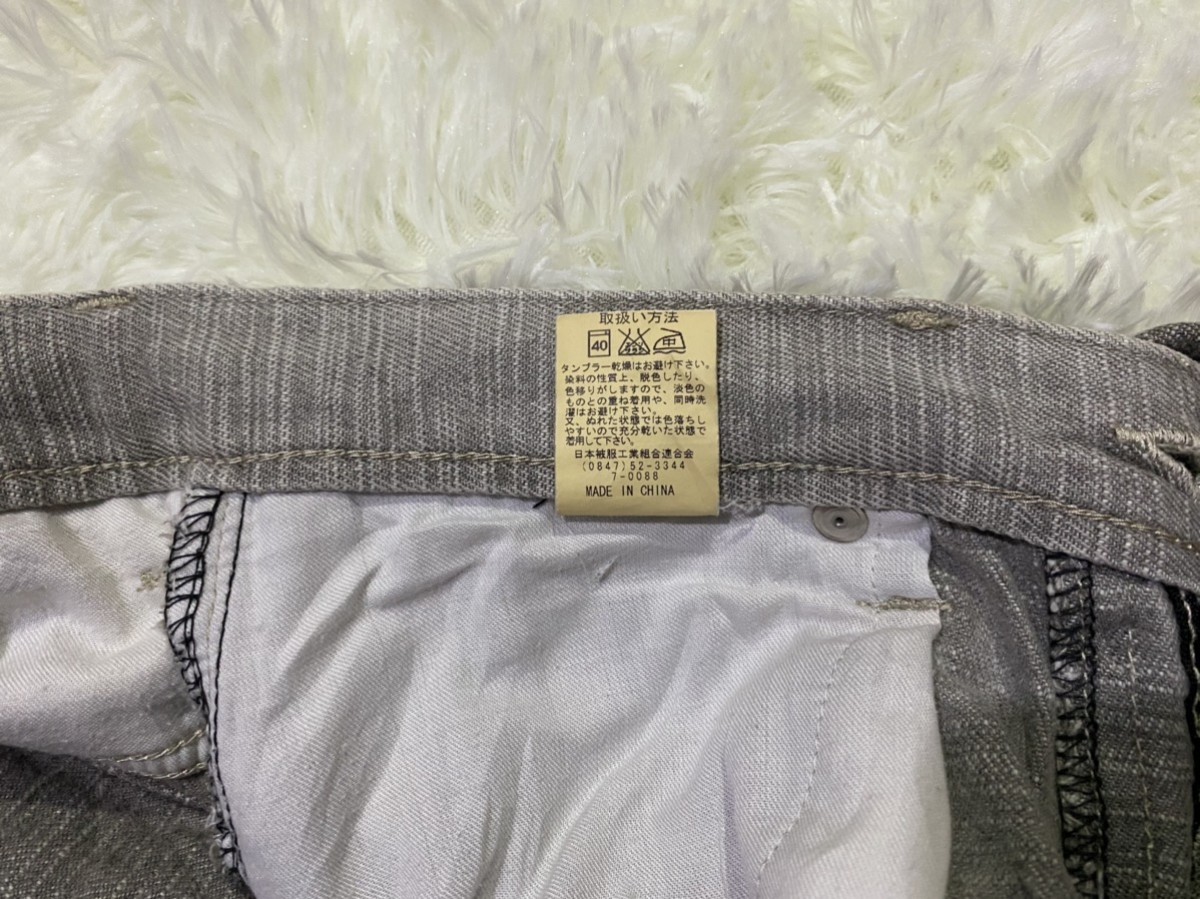 取扱い方法
40 中
タンブラー乾燥はお避け下さい。
染料の性質上、脱色したり、
色移りがしますので、淡色の
ものとの重ね着用や、同時洗
濯はお避け下さい。
又、ぬれた状態では色落ちし
やすいので充分乾いた状態で
着用して下さい。
日本被服工業組合連合会
(0847)52-3344
7-0088
MADE IN CHINA